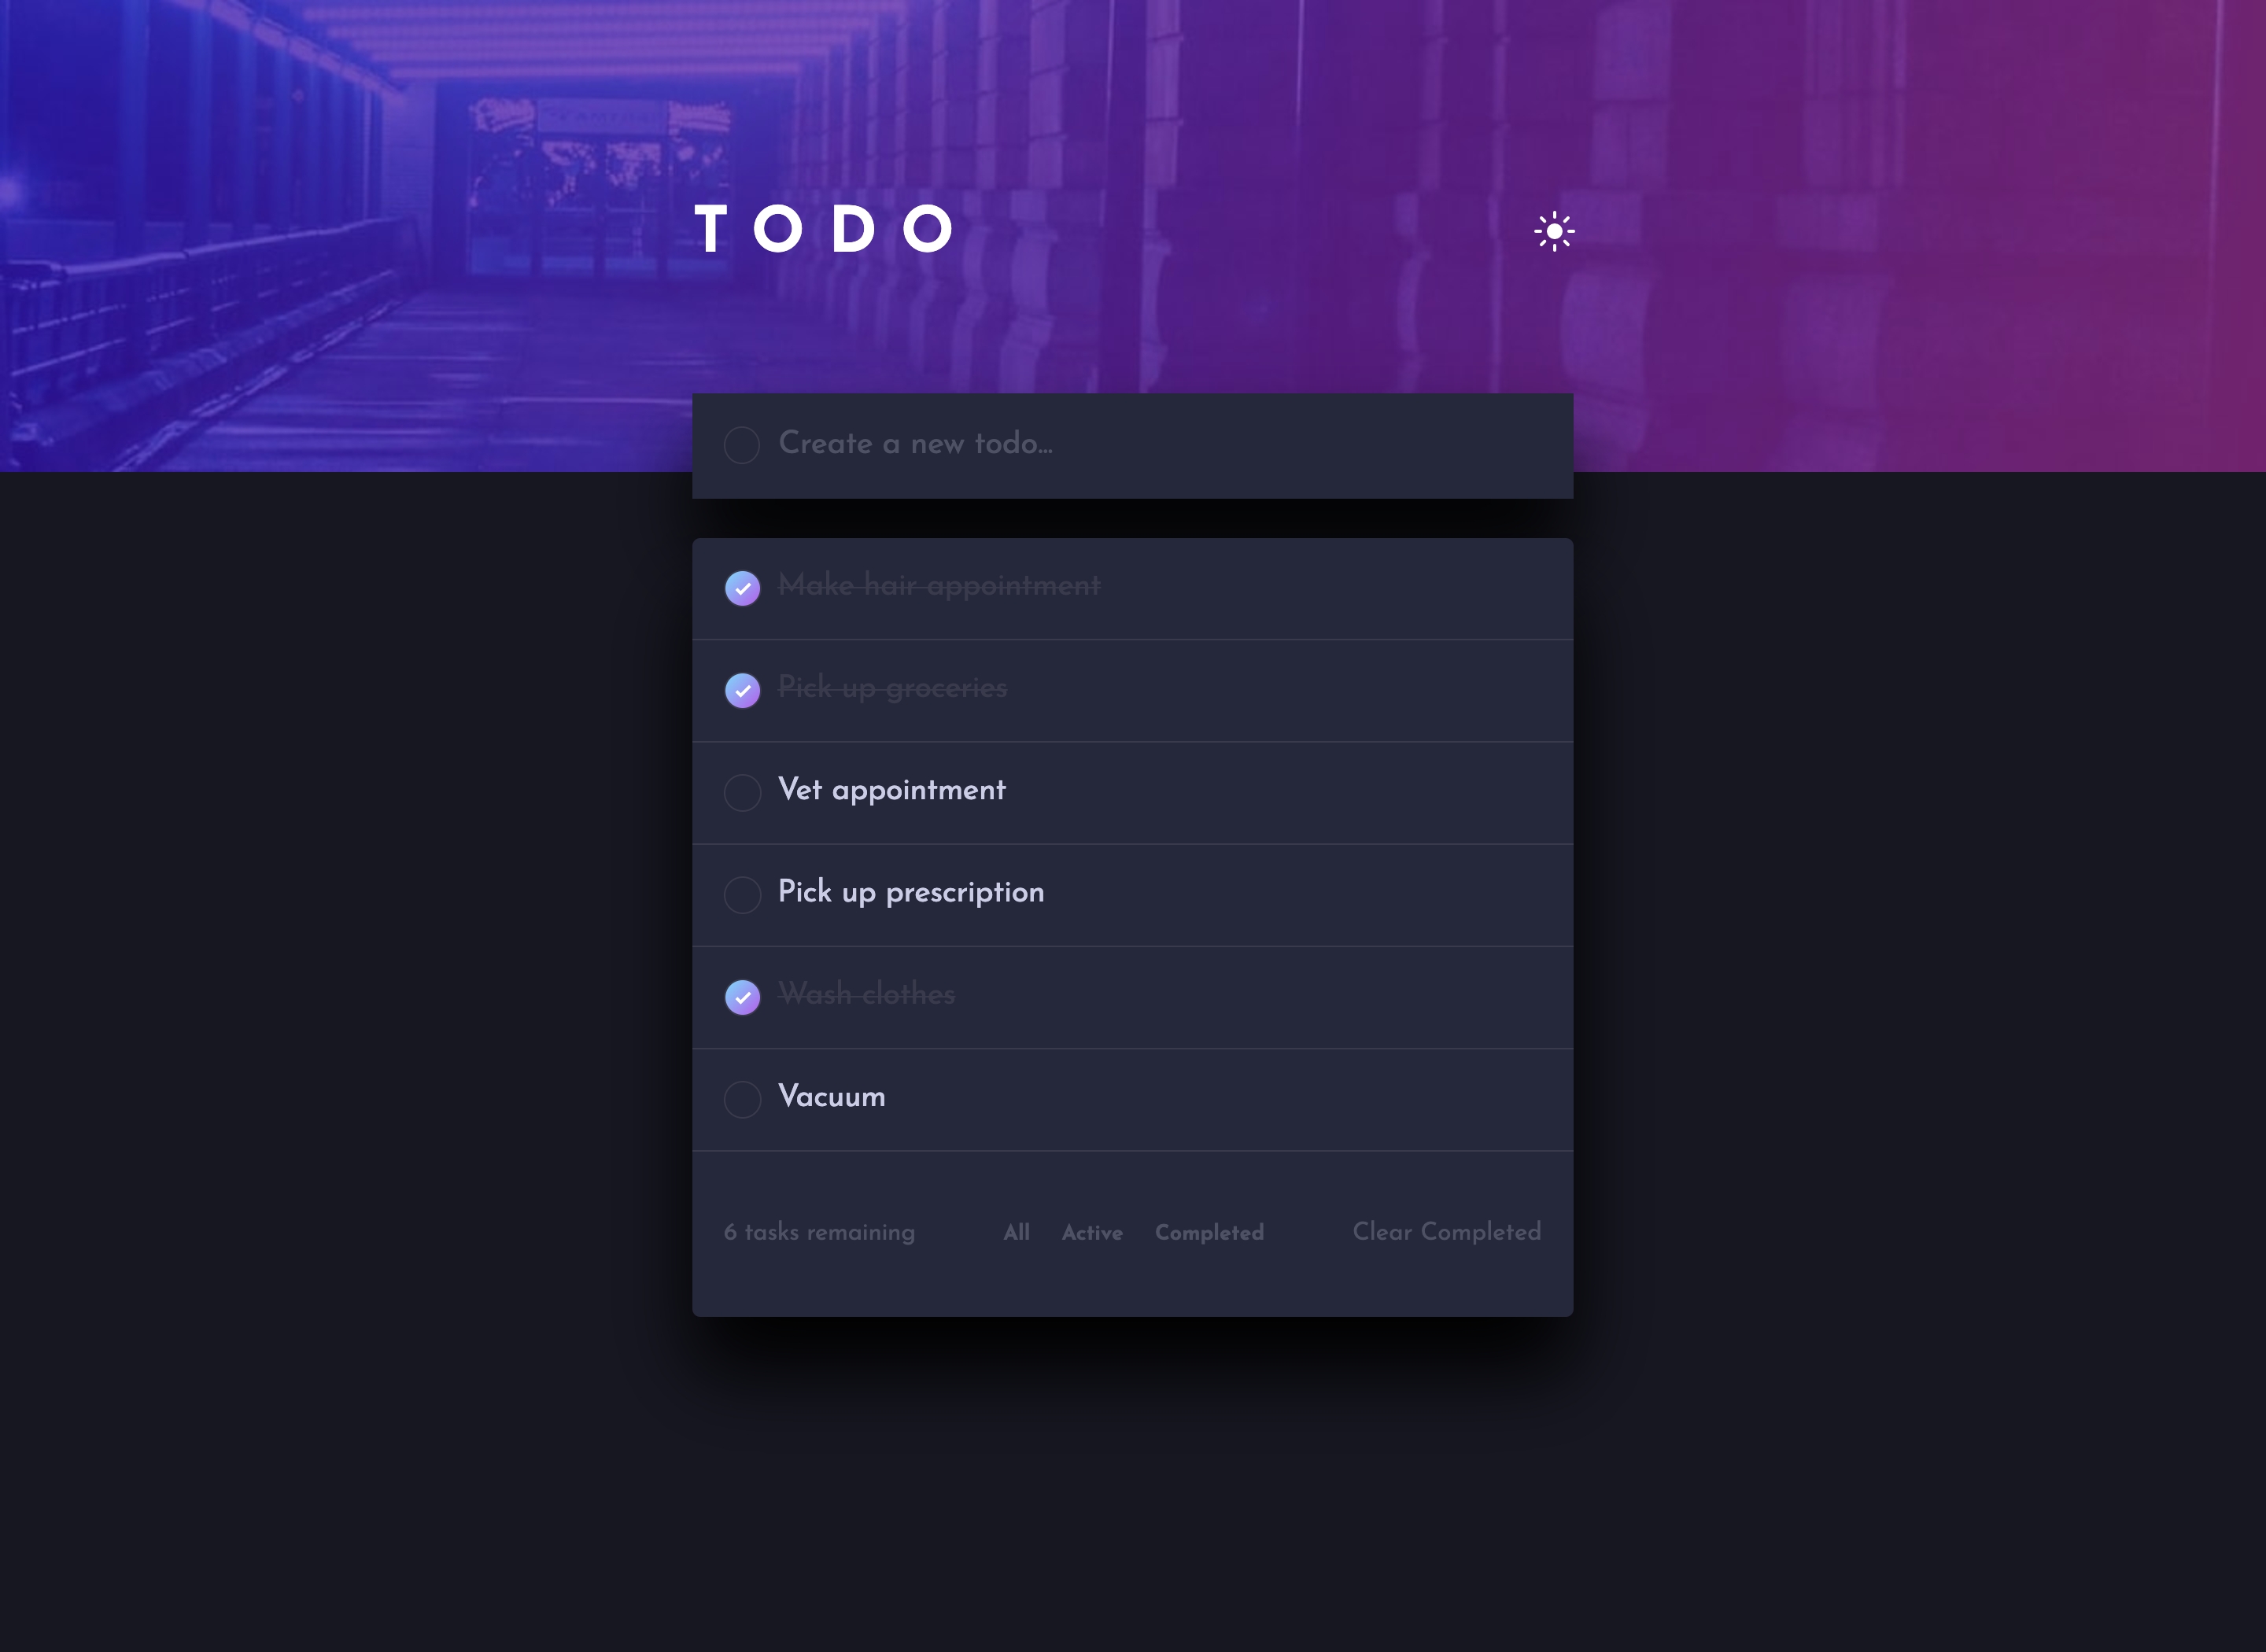 TODO
Create a new todo...
Make hair appointment
Pick up groceries
Vet appointment
Pick up prescription
Wash clothes
Vacuum
6 tasks remaining All Active Completed Clear Completed